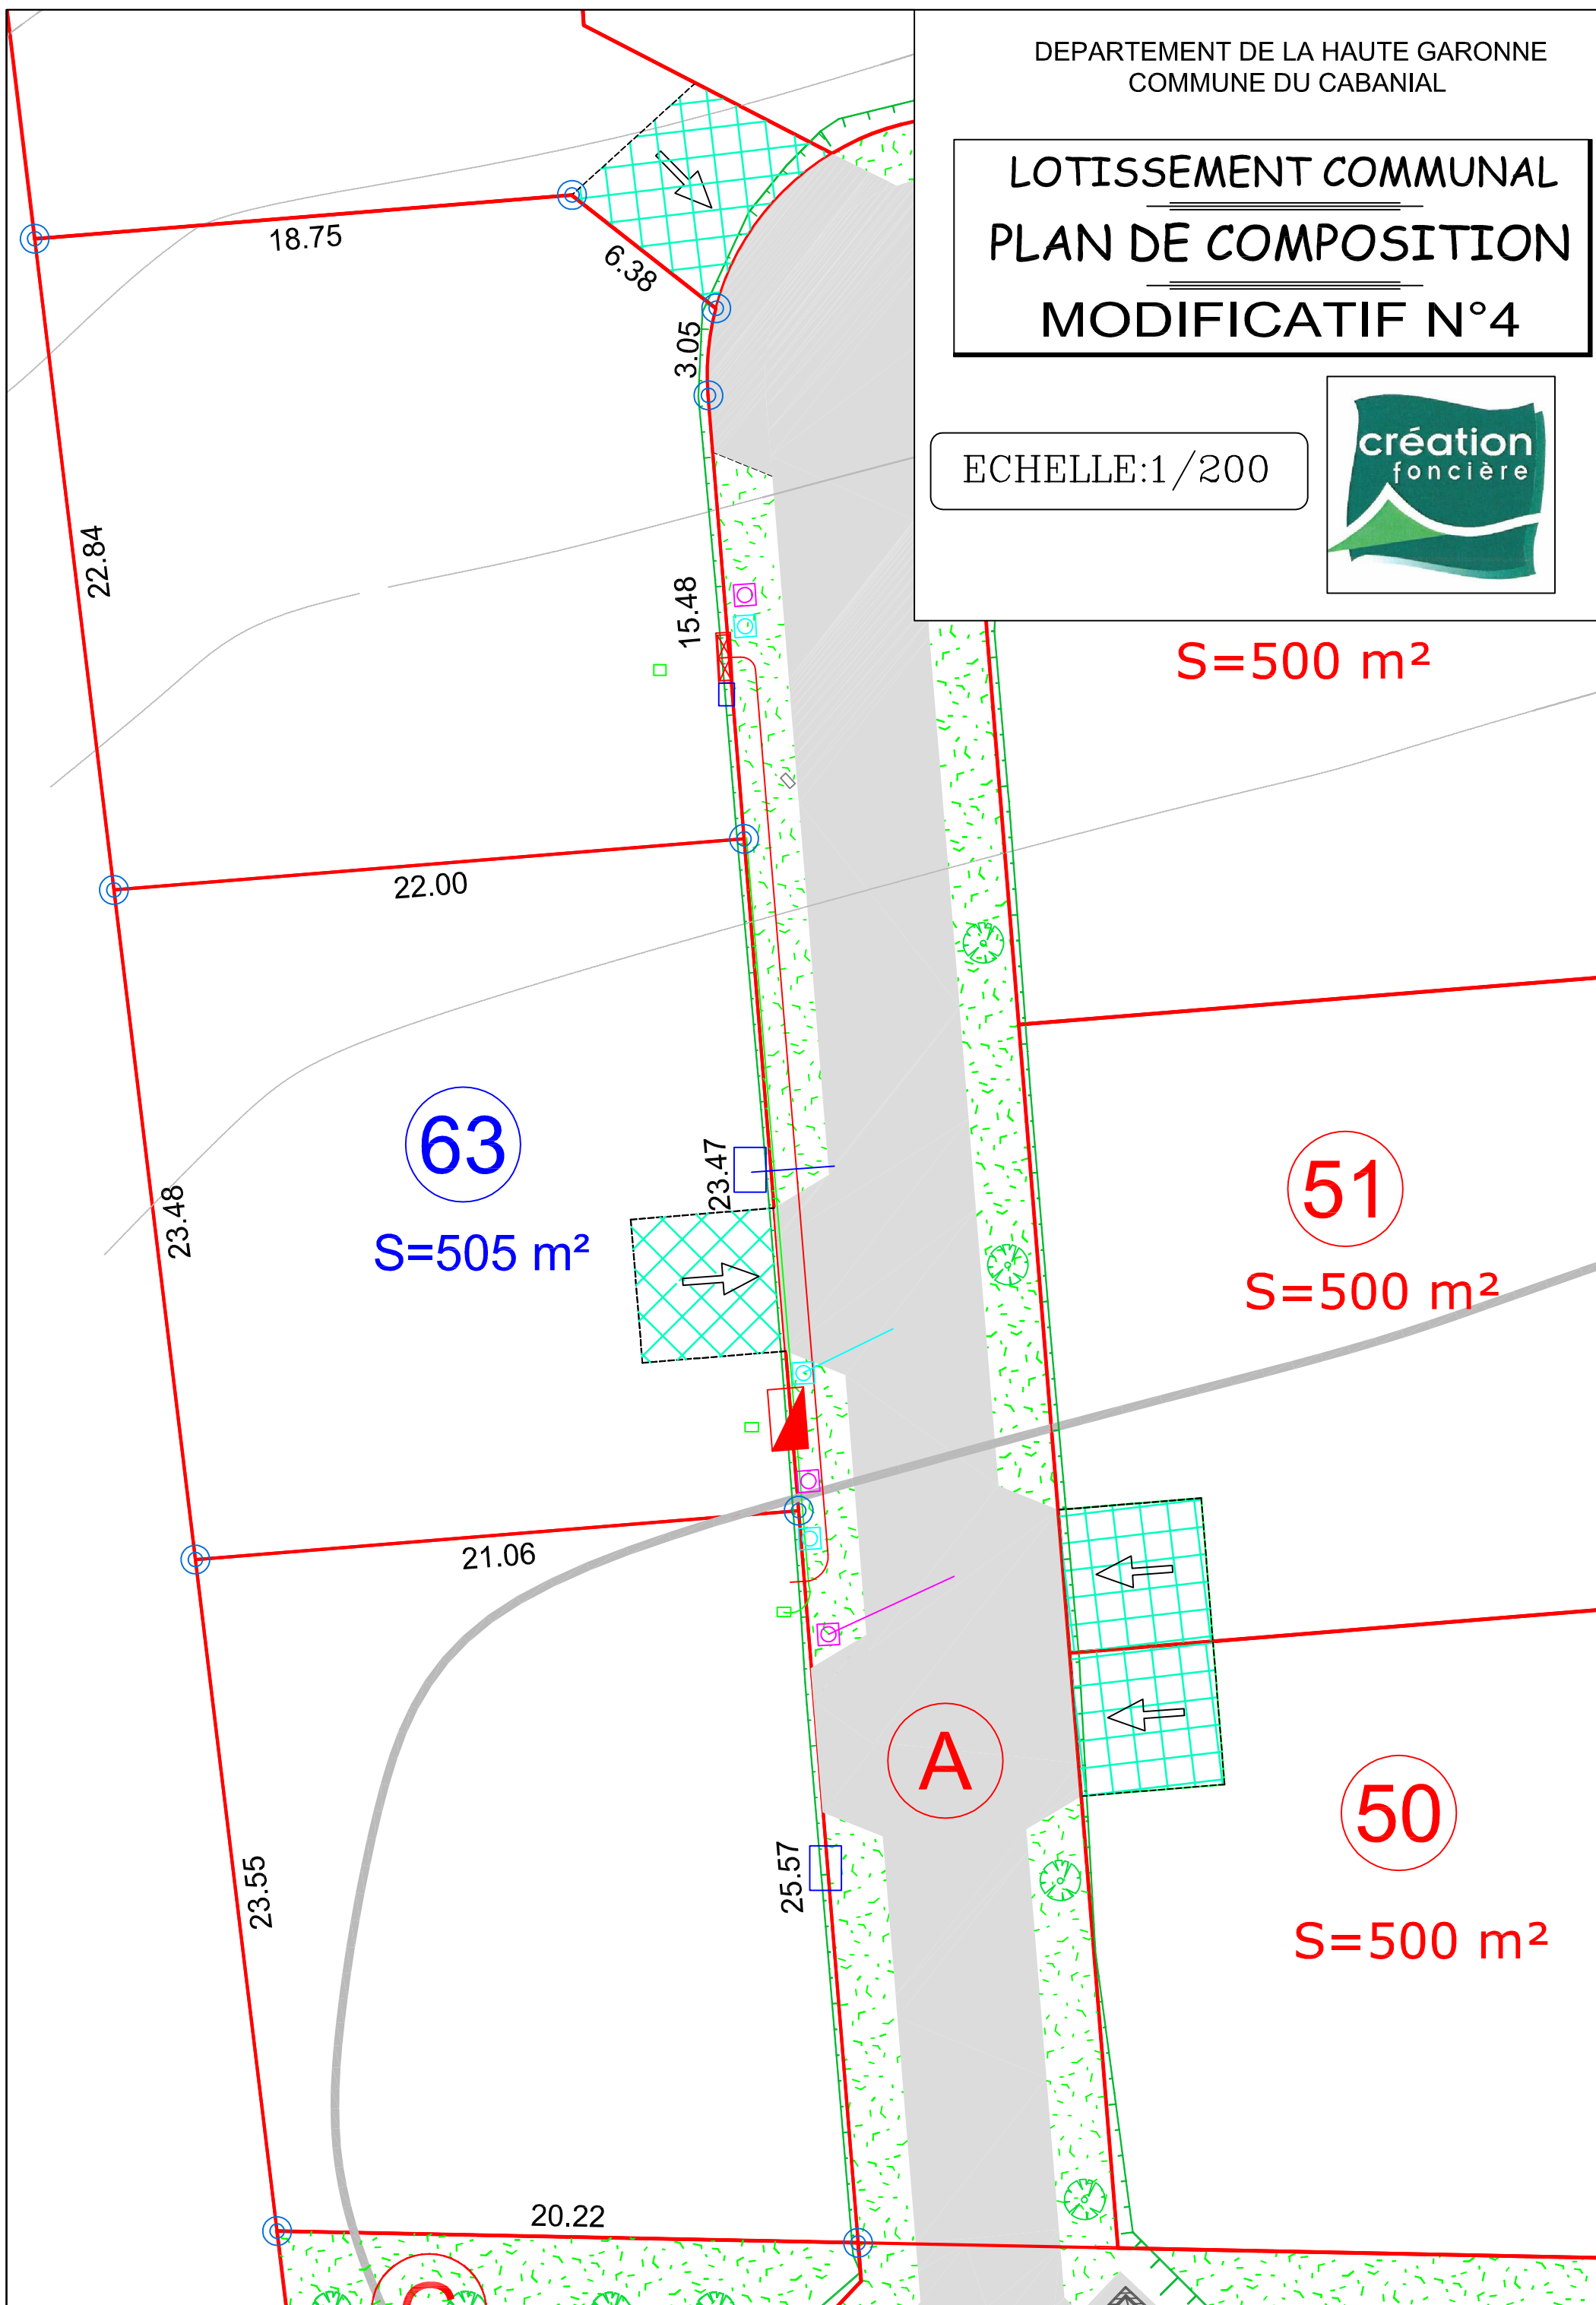 DEPARTEMENT DE LA HAUTE GARONNE
COMMUNE DU CABANIAL
LOTISSEMENT COMMUNAL
PLAN DE COMPOSITION
MODIFICATIF N°4
ECHELLE:1/200
création
foncière
18.75
6.38
3.05
22.84
15.48
S=500 m²
22.00
63
S=505 m²
23.47
23.48
51
S=500 m²
21.06
A
50
S=500 m²
25.57
23.55
20.22